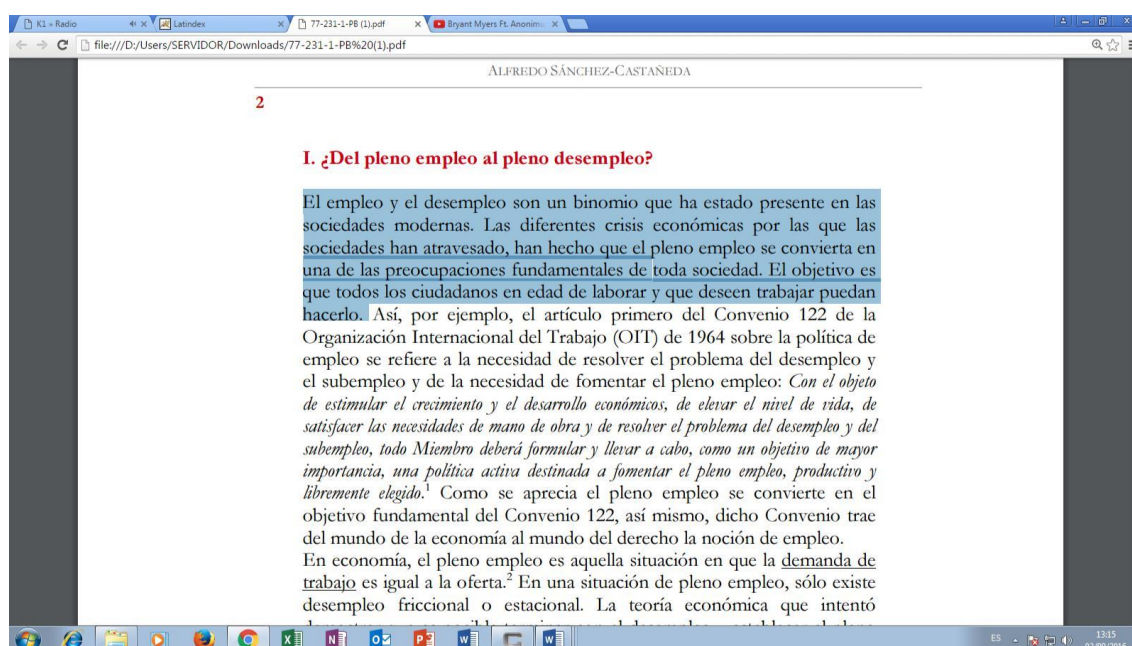 K1 » Radio
Latindex
77-231-1-PB (1).pdf
Bryant Myers Ft. Anonimu
file:///D:/Users/SERVIDOR/Downloads/77-231-1-PB%20(1).pdf
ALFREDO SÁNCHEZ-CASTAÑEDA
2
I. ¿Del pleno empleo al pleno desempleo?
El empleo y el desempleo son un binomio que ha estado presente en las
sociedades modernas. Las diferentes crisis económicas por las que las
sociedades han atravesado, han hecho que el pleno empleo se convierta en
una de las preocupaciones fundamentales de toda sociedad. El objetivo es
que todos los ciudadanos en edad de laborar y que deseen trabajar puedan
hacerlo. Así, por ejemplo, el artículo primero del Convenio 122 de la
Organización Internacional del Trabajo (OIT) de 1964 sobre la política de
empleo se refiere a la necesidad de resolver el problema del desempleo y
el subempleo y de la necesidad de fomentar el pleno empleo: Con el objeto
de estimular el crecimiento y el desarrollo económicos, de elevar el nivel de vida, de
satisfacer las necesidades de mano de obra y de resolver el problema del desempleo y del
subempleo, todo Miembro deberá formular y llevar a cabo, como un objetivo de mayor
importancia, una política activa destinada a fomentar el pleno empleo, productivo y
libremente elegido.1 Como se aprecia el pleno empleo se convierte en el
objetivo fundamental del Convenio 122, así mismo, dicho Convenio trae
del mundo de la economía al mundo del derecho la noción de empleo.
En economía, el pleno empleo es aquella situación en que la demanda de
trabajo es igual a la oferta.2 En una situación de pleno empleo, sólo existe
desempleo friccional o estacional. La teoría económica que intentó
ES
13:15